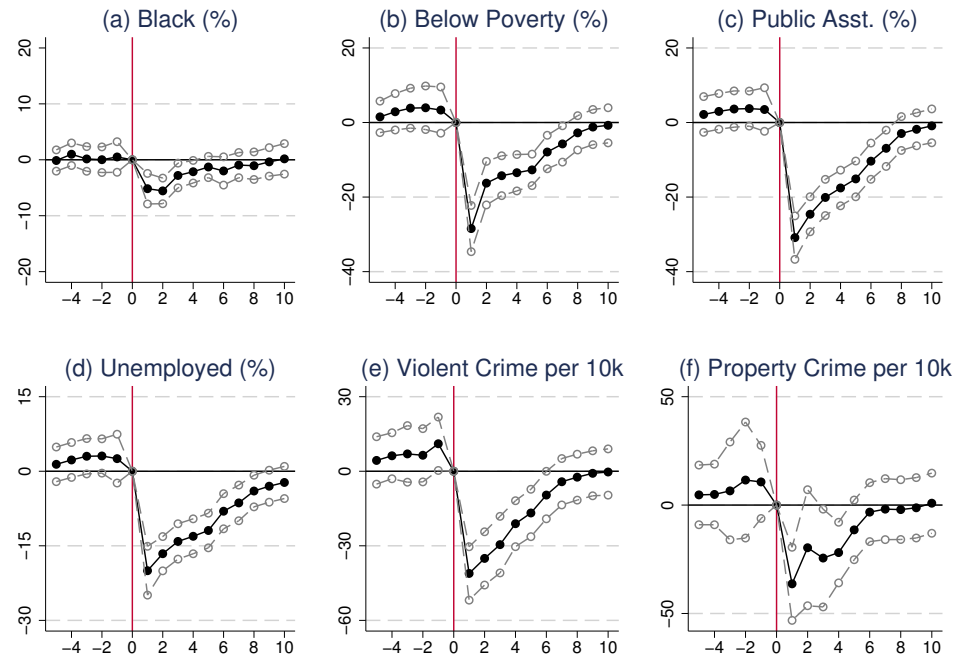 (a) Black (%)
20
10
0
−10
−20
−4 −2 0 2 4 6 8 10
(b) Below Poverty (%)
20
0
−20
−40
−4 −2 0 2 4 6 8 10
(c) Public Asst. (%)
20
0
−20
−40
−4 −2 0 2 4 6 8 10
(d) Unemployed (%)
15
0
−15
−30
−4 −2 0 2 4 6 8 10
(e) Violent Crime per 10k
30
0
−30
−60
−4 −2 0 2 4 6 8 10
(f) Property Crime per 10k
50
0
−50
−4 −2 0 2 4 6 8 10